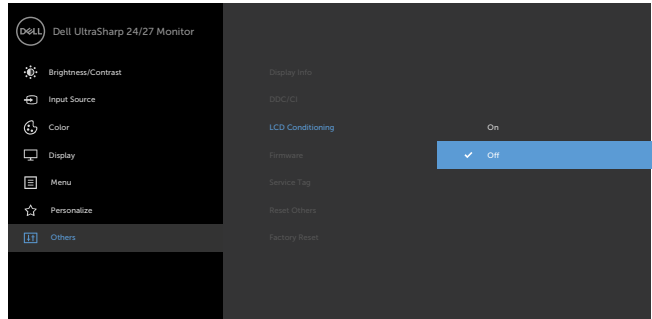 DELL Dell UltraSharp 24/27 Monitor
Brightness/Contrast
Display Info
Input Source
DDC/CI
Color
LCD Conditioning
On
Display
Firmware
Off
Menu
Service Tag
Personalize
Reset Others
Others
Factory Reset